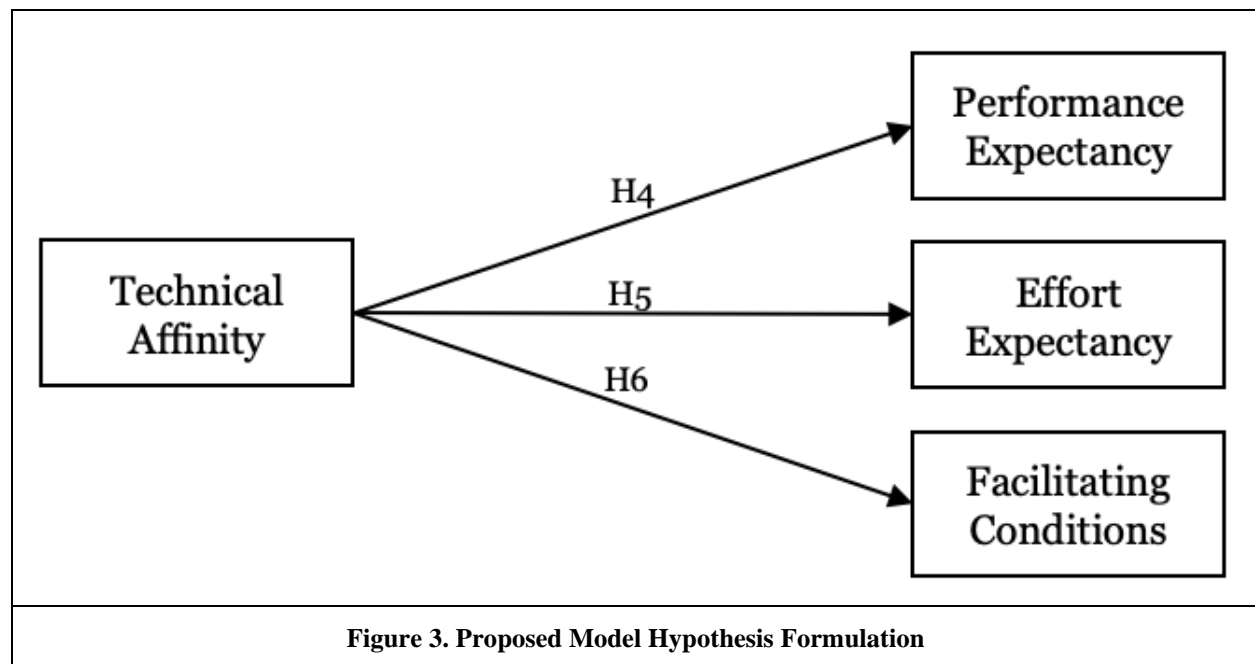 Performance
Expectancy
H4
Technical
Affinity
H5
Effort
Expectancy
H6
Facilitating
Conditions
Figure 3. Proposed Model Hypothesis Formulation